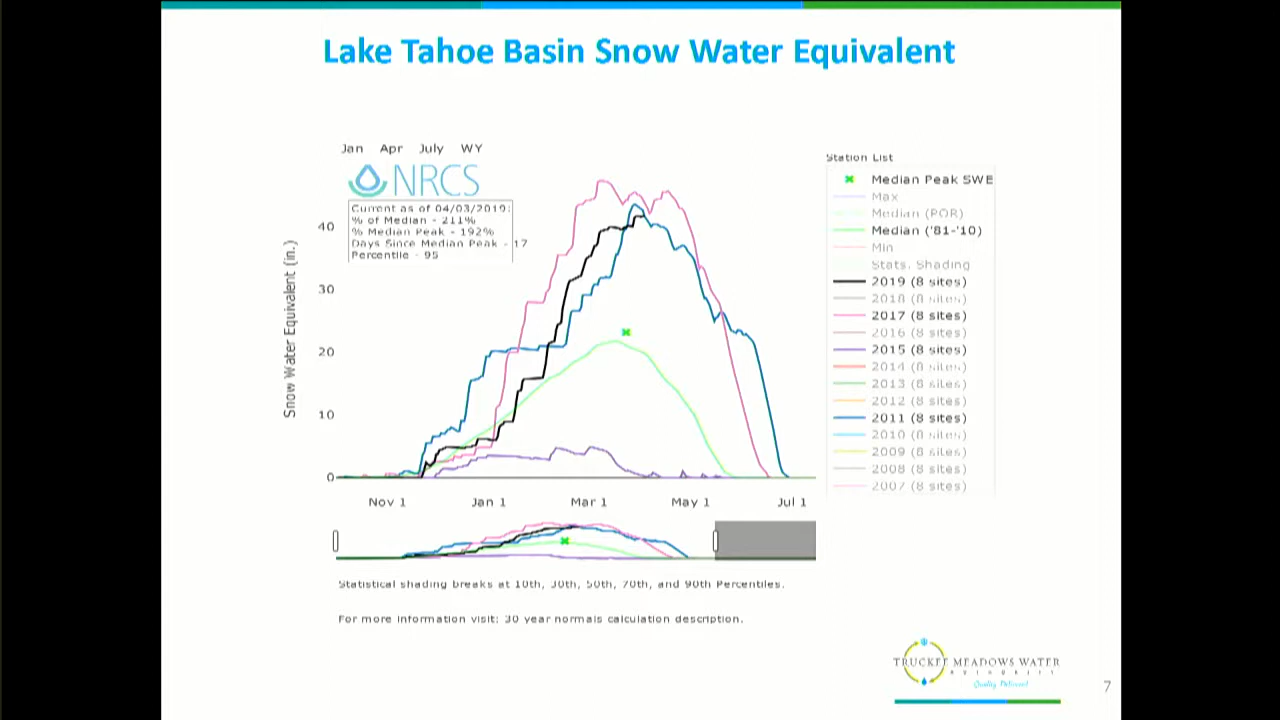 Lake Tahoe Basin Snow Water Equivalent
Jan Apr July WY
NRCS
Current as of 04/03/2019:
% of Median - 211%
% Median Peak - 192%
Days Since Median Peak - 17
Percentile - 95
Snow Water Equivalent (in.)
40
30
20
10
0
Nov 1 Jan 1 Mar 1 May 1 Jul 1
Station List
Median Peak SWE
Max
Median (POR)
Median ('81-'10)
Min
Stats. Shading
2019 (8 sites)
2018 (8 sites)
2017 (8 sites)
2016 (8 sites)
2015 (8 sites)
2014 (8 sites)
2013 (8 sites)
2012 (8 sites)
2011 (8 sites)
2010 (8 sites)
2009 (8 sites)
2008 (8 sites)
2007 (8 sites)
Statistical shading breaks at 10th, 30th, 50th, 70th, and 90th Percentiles.
For more information visit: 30 year normals calculation description.
TRUCKEE MEADOWS WATER
AUTHORITY
Quality Delivered
7